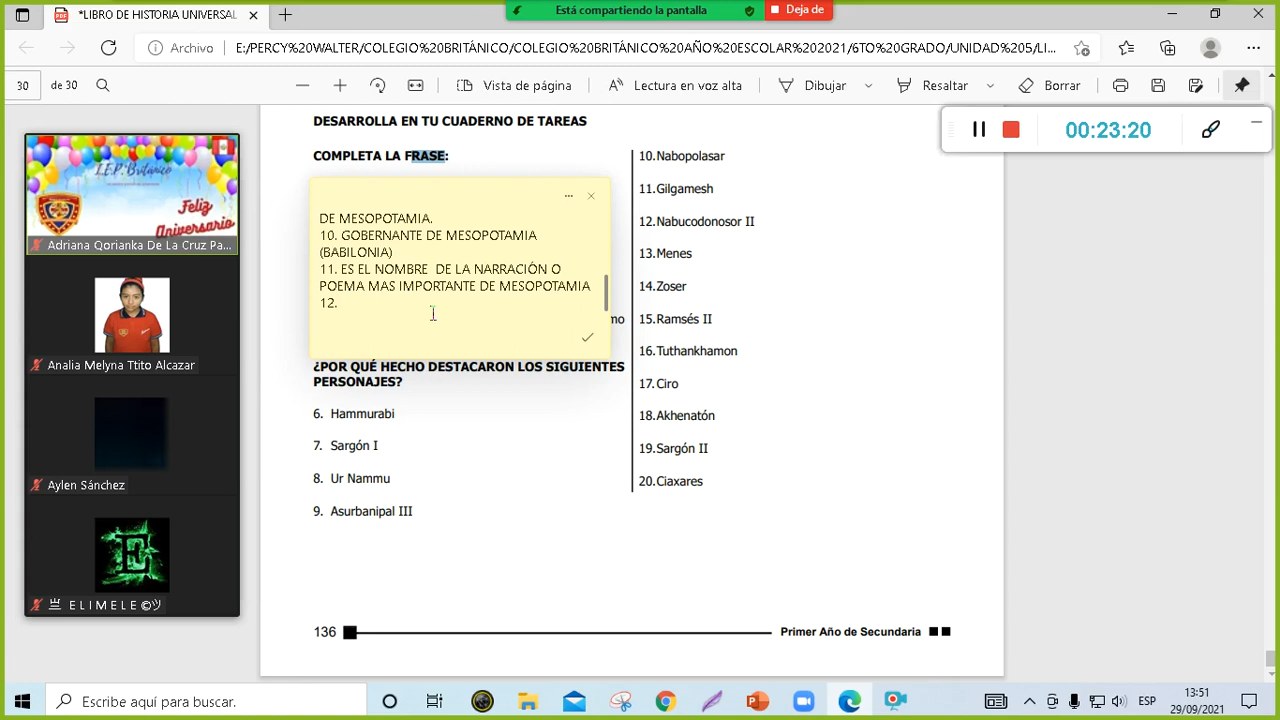 *LIBRO DE HISTORIA UNIVERSAL
Está compartiendo la pantalla
Deja de
Archivo
E:/PERCY%20WALTER/COLEGIO%20BRITÁNICO/COLEGIO%20BRITÁNICO%20AÑO%20ESCOLAR%202021/6TO%20GRADO/UNIDAD%205/LI...
30
de 30
Vista de página
Lectura en voz alta
Dibujar
Resaltar
Borrar
00:23:20
I.E.P. Británico
Feliz
Aniversario
Adriana Qorianka De La Cruz Pa...
Analia Melyna Ttito Alcazar
Aylen Sánchez
E
E L I M E L E ©ツ
DESARROLLA EN TU CUADERNO DE TAREAS
COMPLETA LA FRASE:
DE MESOPOTAMIA.
10. GOBERNANTE DE MESOPOTAMIA
(BABILONIA)
11. ES EL NOMBRE DE LA NARRACIÓN O
POEMA MAS IMPORTANTE DE MESOPOTAMIA
12.
mo
¿POR QUÉ HECHO DESTACARON LOS SIGUIENTES
PERSONAJES?
6. Hammurabi
7. Sargón I
8. Ur Nammu
9. Asurbanipal III
10. Nabopolasar
11. Gilgamesh
12. Nabucodonosor II
13. Menes
14. Zoser
15. Ramsés II
16. Tuthankhamon
17. Ciro
18. Akhenatón
19. Sargón II
20. Ciaxares
136
Primer Año de Secundaria
Escribe aquí para buscar.
ESP
13:51
29/09/2021